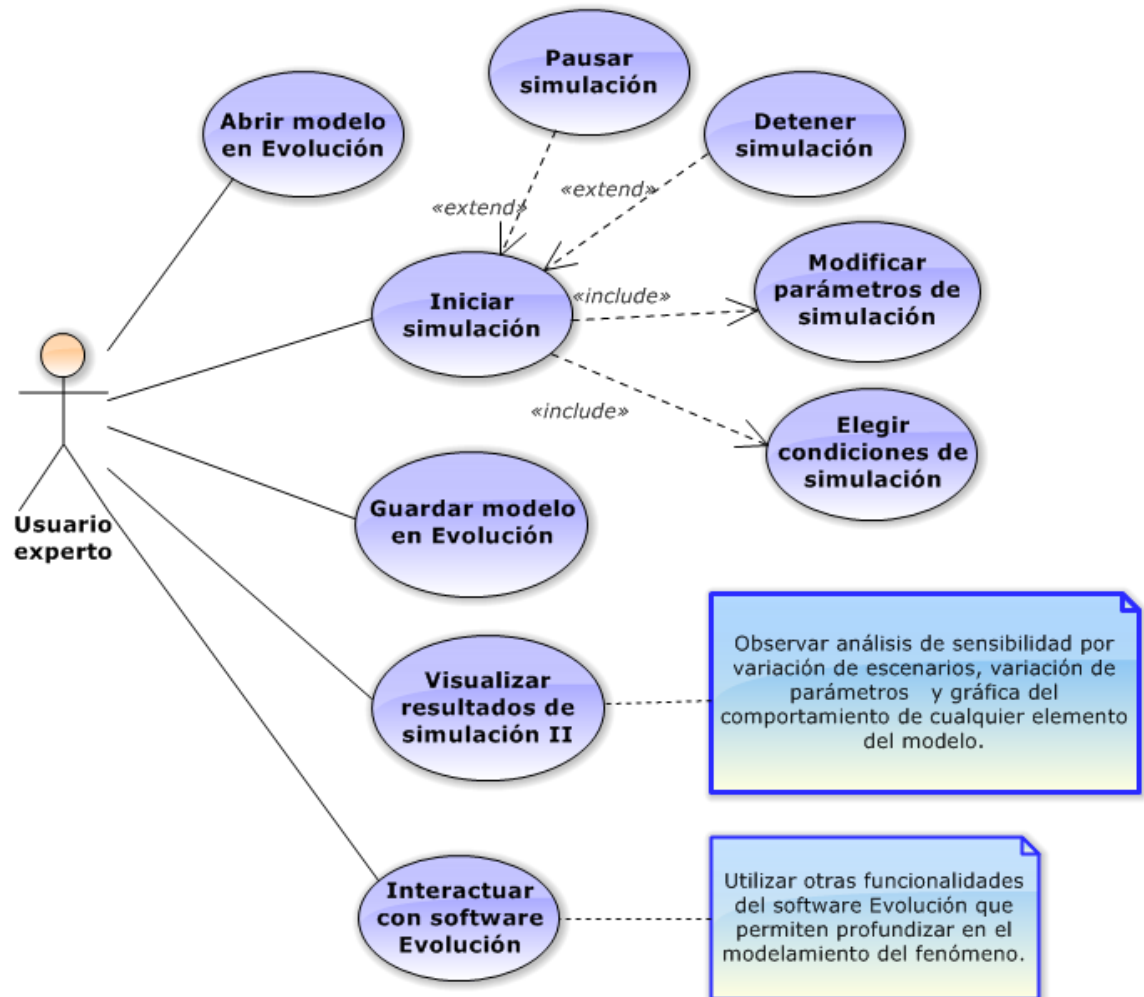 Pausar
simulación
Abrir modelo
en Evolución
Detener
simulación
«extend»
«extend»
Iniciar
simulación
«include»
Modificar
parámetros de
simulación
«include»
Elegir
condiciones de
simulación
Usuario
experto
Guardar modelo
en Evolución
Visualizar
resultados de
simulación II
Observar análisis de sensibilidad por
variación de escenarios, variación de
parámetros y gráfica del
comportamiento de cualquier elemento
del modelo.
Interactuar
con software
Evolución
Utilizar otras funcionalidades
del software Evolución que
permiten profundizar en el
modelamiento del fenómeno.